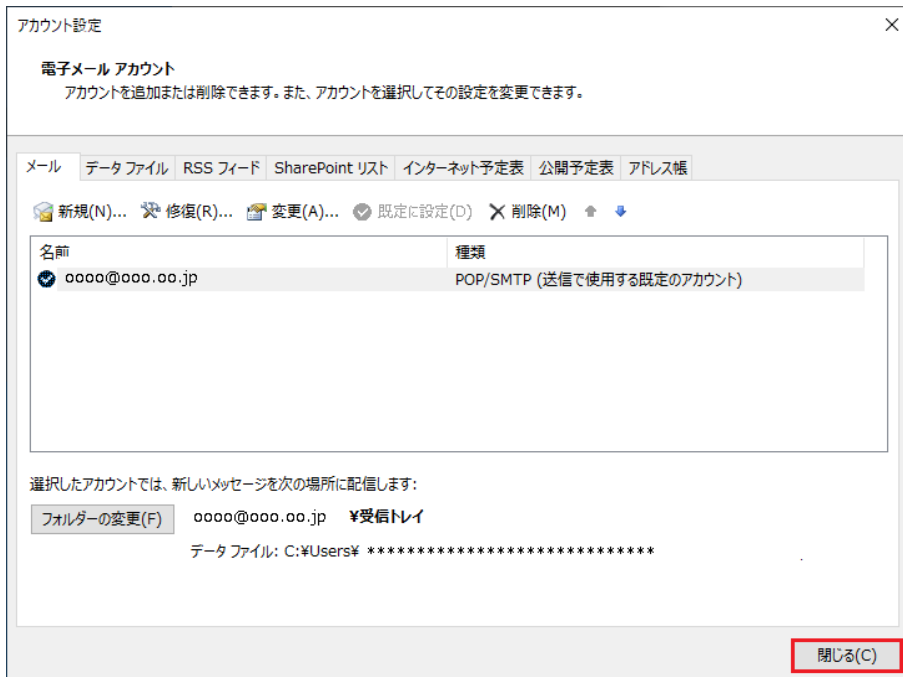 アカウント設定
電子メール アカウント
アカウントを追加または削除できます。また、アカウントを選択してその設定を変更できます。
メール データ ファイル RSS フィード SharePoint リスト インターネット予定表 公開予定表 アドレス帳
新規(N)... 修復(R)... 変更(A)... 既定に設定(D) 削除(M)
名前 種類
oooo@ooo.oo.jp POP/SMTP (送信で使用する既定のアカウント)
選択したアカウントでは、新しいメッセージを次の場所に配信します:
フォルダーの変更(F) oooo@ooo.oo.jp ¥受信トレイ
データ ファイル: C:¥Users¥ *****************************
閉じる(C)